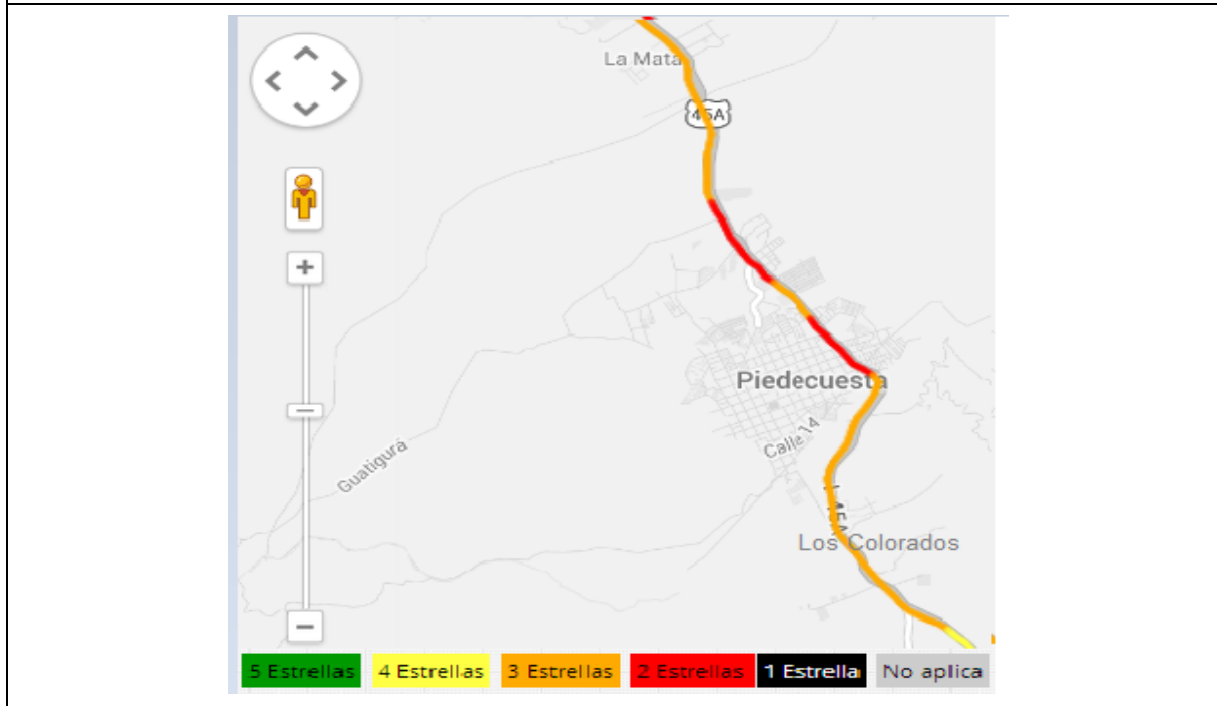 La Mata
45A
Piedecuesta
Calle 14
Guatigurá
45A
Los Colorados
5 Estrellas 4 Estrellas 3 Estrellas 2 Estrellas 1 Estrella No aplica